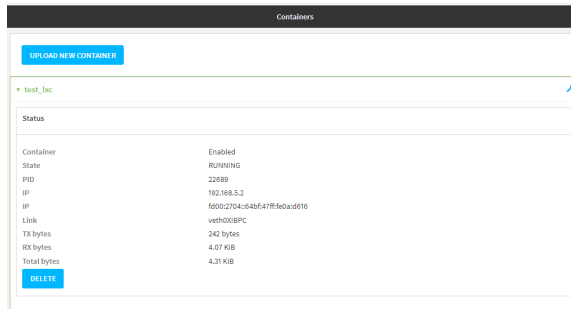 Containers
UPLOAD NEW CONTAINER
test_lxc
Status
Container Enabled
State RUNNING
PID 22689
IP 192.168.5.2
IP fd00:2704::64bf:47ff:fe0a:d616
Link veth0XIBPC
TX bytes 242 bytes
RX bytes 4.07 KiB
Total bytes 4.31 KiB
DELETE